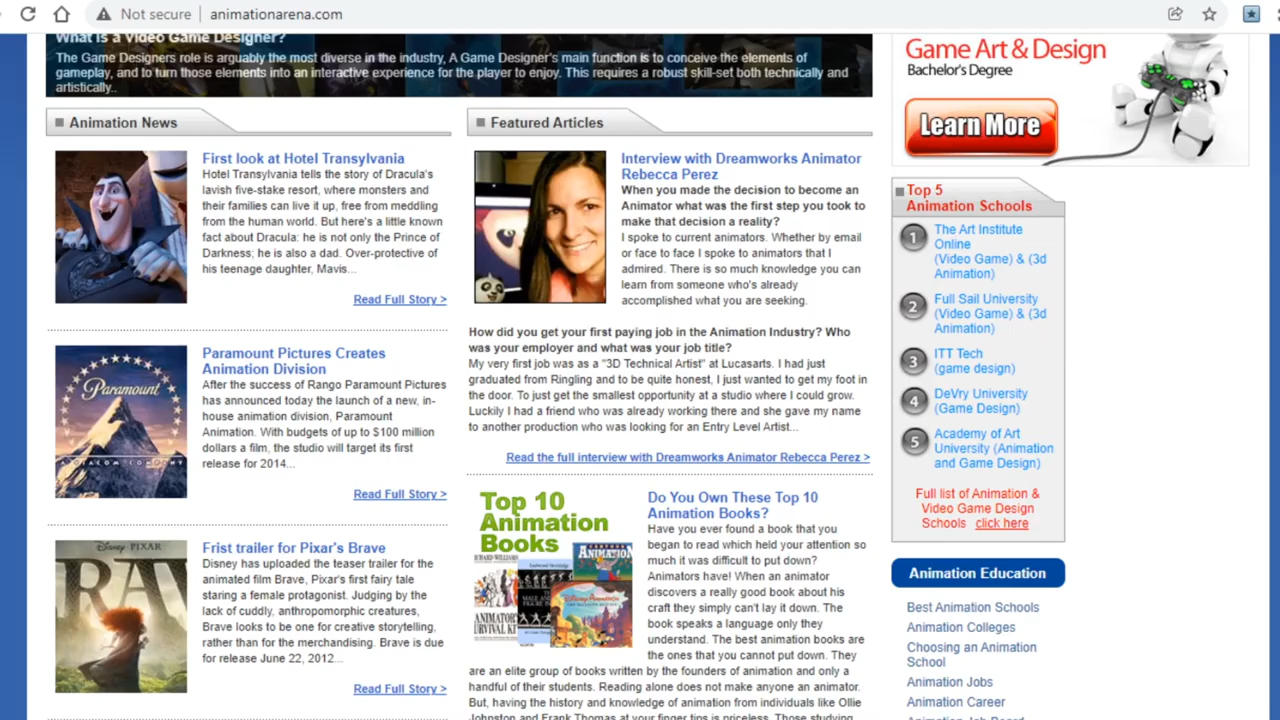 Not secure
animationarena.com
What is a Video Game Designer?
The Game Designers role is arguably the most diverse in the industry, A Game Designer's main function is to conceive the elements of
gameplay, and to turn those elements into an interactive experience for the player to enjoy. This requires a robust skill-set both technically and
artistically..
Animation News
First look at Hotel Transylvania
Hotel Transylvania tells the story of Dracula's
lavish five-stake resort, where monsters and
their families can live it up, free from meddling
from the human world. But here's a little known
fact about Dracula: he is not only the Prince of
Darkness; he is also a dad. Over-protective of
his teenage daughter, Mavis...
Read Full Story >
Paramount
A VIACOM COMPANY
Paramount Pictures Creates
Animation Division
After the success of Rango Paramount Pictures
has announced today the launch of a new, in-
house animation division, Paramount
Animation. With budgets of up to $100 million
dollars a film, the studio will target its first
release for 2014...
Read Full Story >
Disney · PIXAR
BRAV
Frist trailer for Pixar's Brave
Disney has uploaded the teaser trailer for the
animated film Brave, Pixar's first fairy tale
staring a female protagonist. Judging by the
lack of cuddly, anthropomorphic creatures,
Brave looks to be one for creative storytelling,
rather than for the merchandising. Brave is due
for release June 22, 2012...
Read Full Story >
Featured Articles
Interview with Dreamworks Animator
Rebecca Perez
When you made the decision to become an
Animator what was the first step you took to
make that decision a reality?
I spoke to current animators. Whether by email
or face to face I spoke to animators that I
admired. There is so much knowledge you can
learn from someone who's already
accomplished what you are seeking.
How did you get your first paying job in the Animation Industry? Who
was your employer and what was your job title?
My very first job was as a "3D Technical Artist" at Lucasarts. I had just
graduated from Ringling and to be quite honest, I just wanted to get my foot in
the door. To just get the smallest opportunity at a studio where I could grow.
Luckily I had a friend who was already working there and she gave my name
to another production who was looking for an Entry Level Artist...
Read the full interview with Dreamworks Animator Rebecca Perez >
Top 10
Animation
Books
Do You Own These Top 10
Animation Books?
Have you ever found a book that you
began to read which held your attention so
much it was difficult to put down?
Animators have! When an animator
discovers a really good book about his
craft they simply can't lay it down. The
book speaks a language only they
understand. The best animation books are
the ones that you cannot put down. They
are an elite group of books written by the founders of animation and only a
handful of their students. Reading alone does not make anyone an animator.
But, having the history and knowledge of animation from individuals like Ollie
Johnston and Frank Thomas at your finger tips is priceless. Those studying
Game Art & Design
Bachelor's Degree
Learn More
Top 5
Animation Schools
1 The Art Institute
Online
(Video Game) & (3d
Animation)
2 Full Sail University
(Video Game) & (3d
Animation)
3 ITT Tech
(game design)
4 DeVry University
(Game Design)
5 Academy of Art
University (Animation
and Game Design)
Full list of Animation &
Video Game Design
Schools click here
Animation Education
Best Animation Schools
Animation Colleges
Choosing an Animation
School
Animation Jobs
Animation Career
Animation Job Board